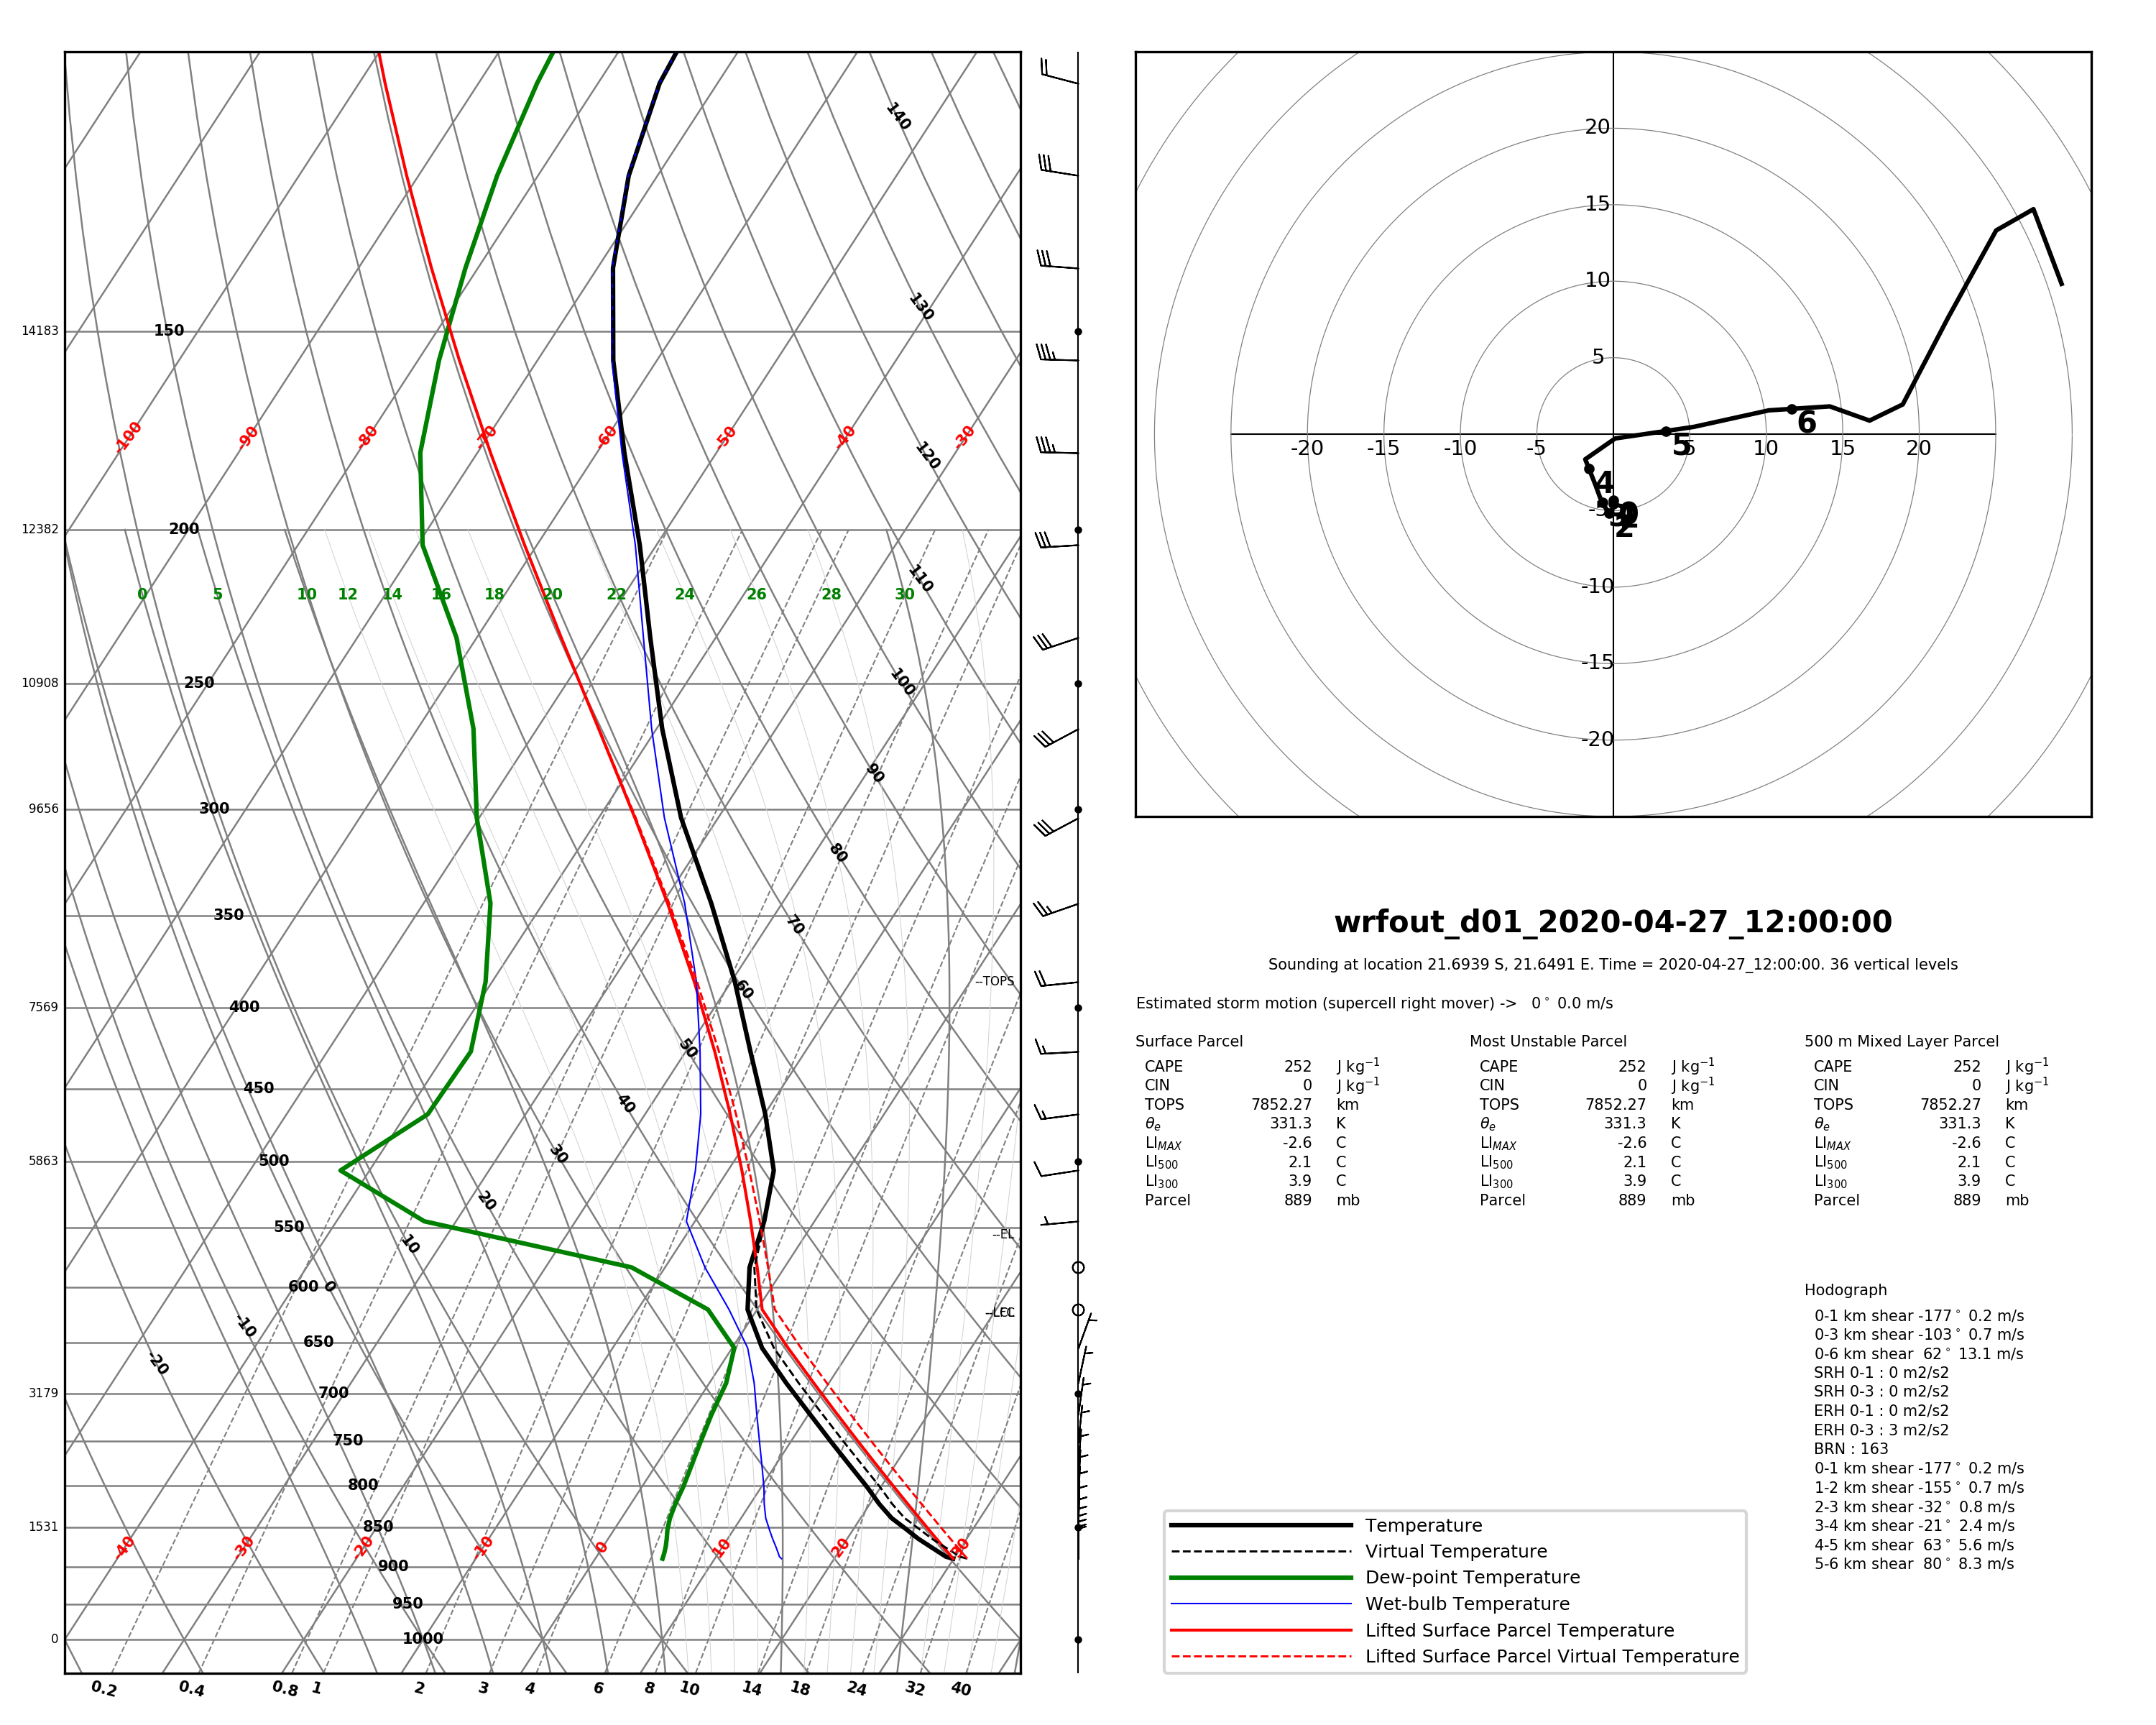 140
130
14183 150
-100 -90 -80 -70 -60 -50 -40 -30
120
12382 200
110
0 5 10 12 14 16 18 20 22 24 26 28 30
100
10908 250
90
9656 300
80
350
70
--TOPS
60
7569 400
50
450
40
30
5863 500
20
550
--EL
10
600 0
-10
650
-20
3179 700
750
800
1531 850
-40 -30 -20 -10 0 10 20 30
900
950
0 1000
0.2 0.4 0.8 1 2 3 4 6 8 10 14 18 24 32 40
20
15
10
5
-20 -15 -10 -5 5 10 15 20
-5
-10
-15
-20
6
5
4
2
wrfout_d01_2020-04-27_12:00:00
Sounding at location 21.6939 S, 21.6491 E. Time = 2020-04-27_12:00:00. 36 vertical levels
Estimated storm motion (supercell right mover) -> 0° 0.0 m/s
Surface Parcel
CAPE 252 J kg⁻¹
CIN 0 J kg⁻¹
TOPS 7852.27 km
θe 331.3 K
LI_MAX -2.6 C
LI_500 2.1 C
LI_300 3.9 C
Parcel 889 mb
Most Unstable Parcel
CAPE 252 J kg⁻¹
CIN 0 J kg⁻¹
TOPS 7852.27 km
θe 331.3 K
LI_MAX -2.6 C
LI_500 2.1 C
LI_300 3.9 C
Parcel 889 mb
500 m Mixed Layer Parcel
CAPE 252 J kg⁻¹
CIN 0 J kg⁻¹
TOPS 7852.27 km
θe 331.3 K
LI_MAX -2.6 C
LI_500 2.1 C
LI_300 3.9 C
Parcel 889 mb
Hodograph
0-1 km shear -177° 0.2 m/s
0-3 km shear -103° 0.7 m/s
0-6 km shear 62° 13.1 m/s
SRH 0-1 : 0 m2/s2
SRH 0-3 : 0 m2/s2
ERH 0-1 : 0 m2/s2
ERH 0-3 : 3 m2/s2
BRN : 163
0-1 km shear -177° 0.2 m/s
1-2 km shear -155° 0.7 m/s
2-3 km shear -32° 0.8 m/s
3-4 km shear -21° 2.4 m/s
4-5 km shear 63° 5.6 m/s
5-6 km shear 80° 8.3 m/s
Temperature
Virtual Temperature
Dew-point Temperature
Wet-bulb Temperature
Lifted Surface Parcel Temperature
Lifted Surface Parcel Virtual Temperature